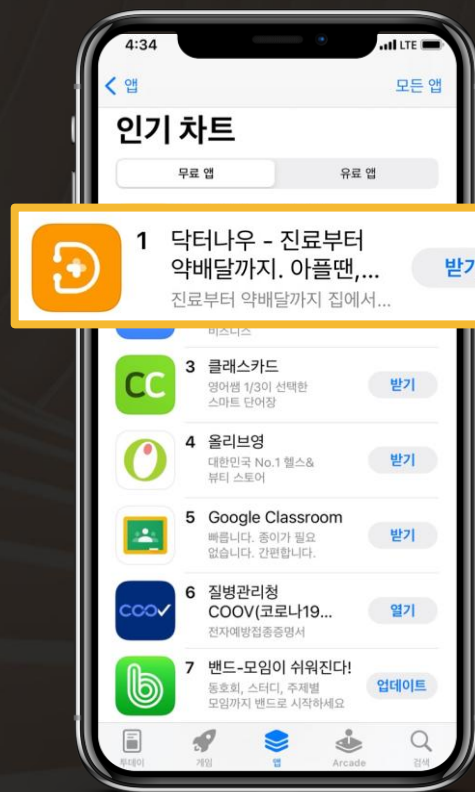 4:34
LTE
앱
모든 앱
인기 차트
무료 앱
유료 앱
1 닥터나우 - 진료부터
약배달까지. 아플땐,...
받기
진료부터 약배달까지 집에서...
비즈니스
CC
3 클래스카드
영어쌤 1/3이 선택한
스마트 단어장
받기
4 올리브영
대한민국 No.1 헬스&
뷰티 스토어
받기
5 Google Classroom
빠릅니다. 종이가 필요
없습니다. 간편합니다.
받기
COOV
6 질병관리청
COOV(코로나19...
전자예방접종증명서
열기
7 밴드-모임이 쉬워진다!
동호회, 스터디, 주제별
모임까지 밴드로 시작하세요
업데이트
투데이
게임
앱
Arcade
검색